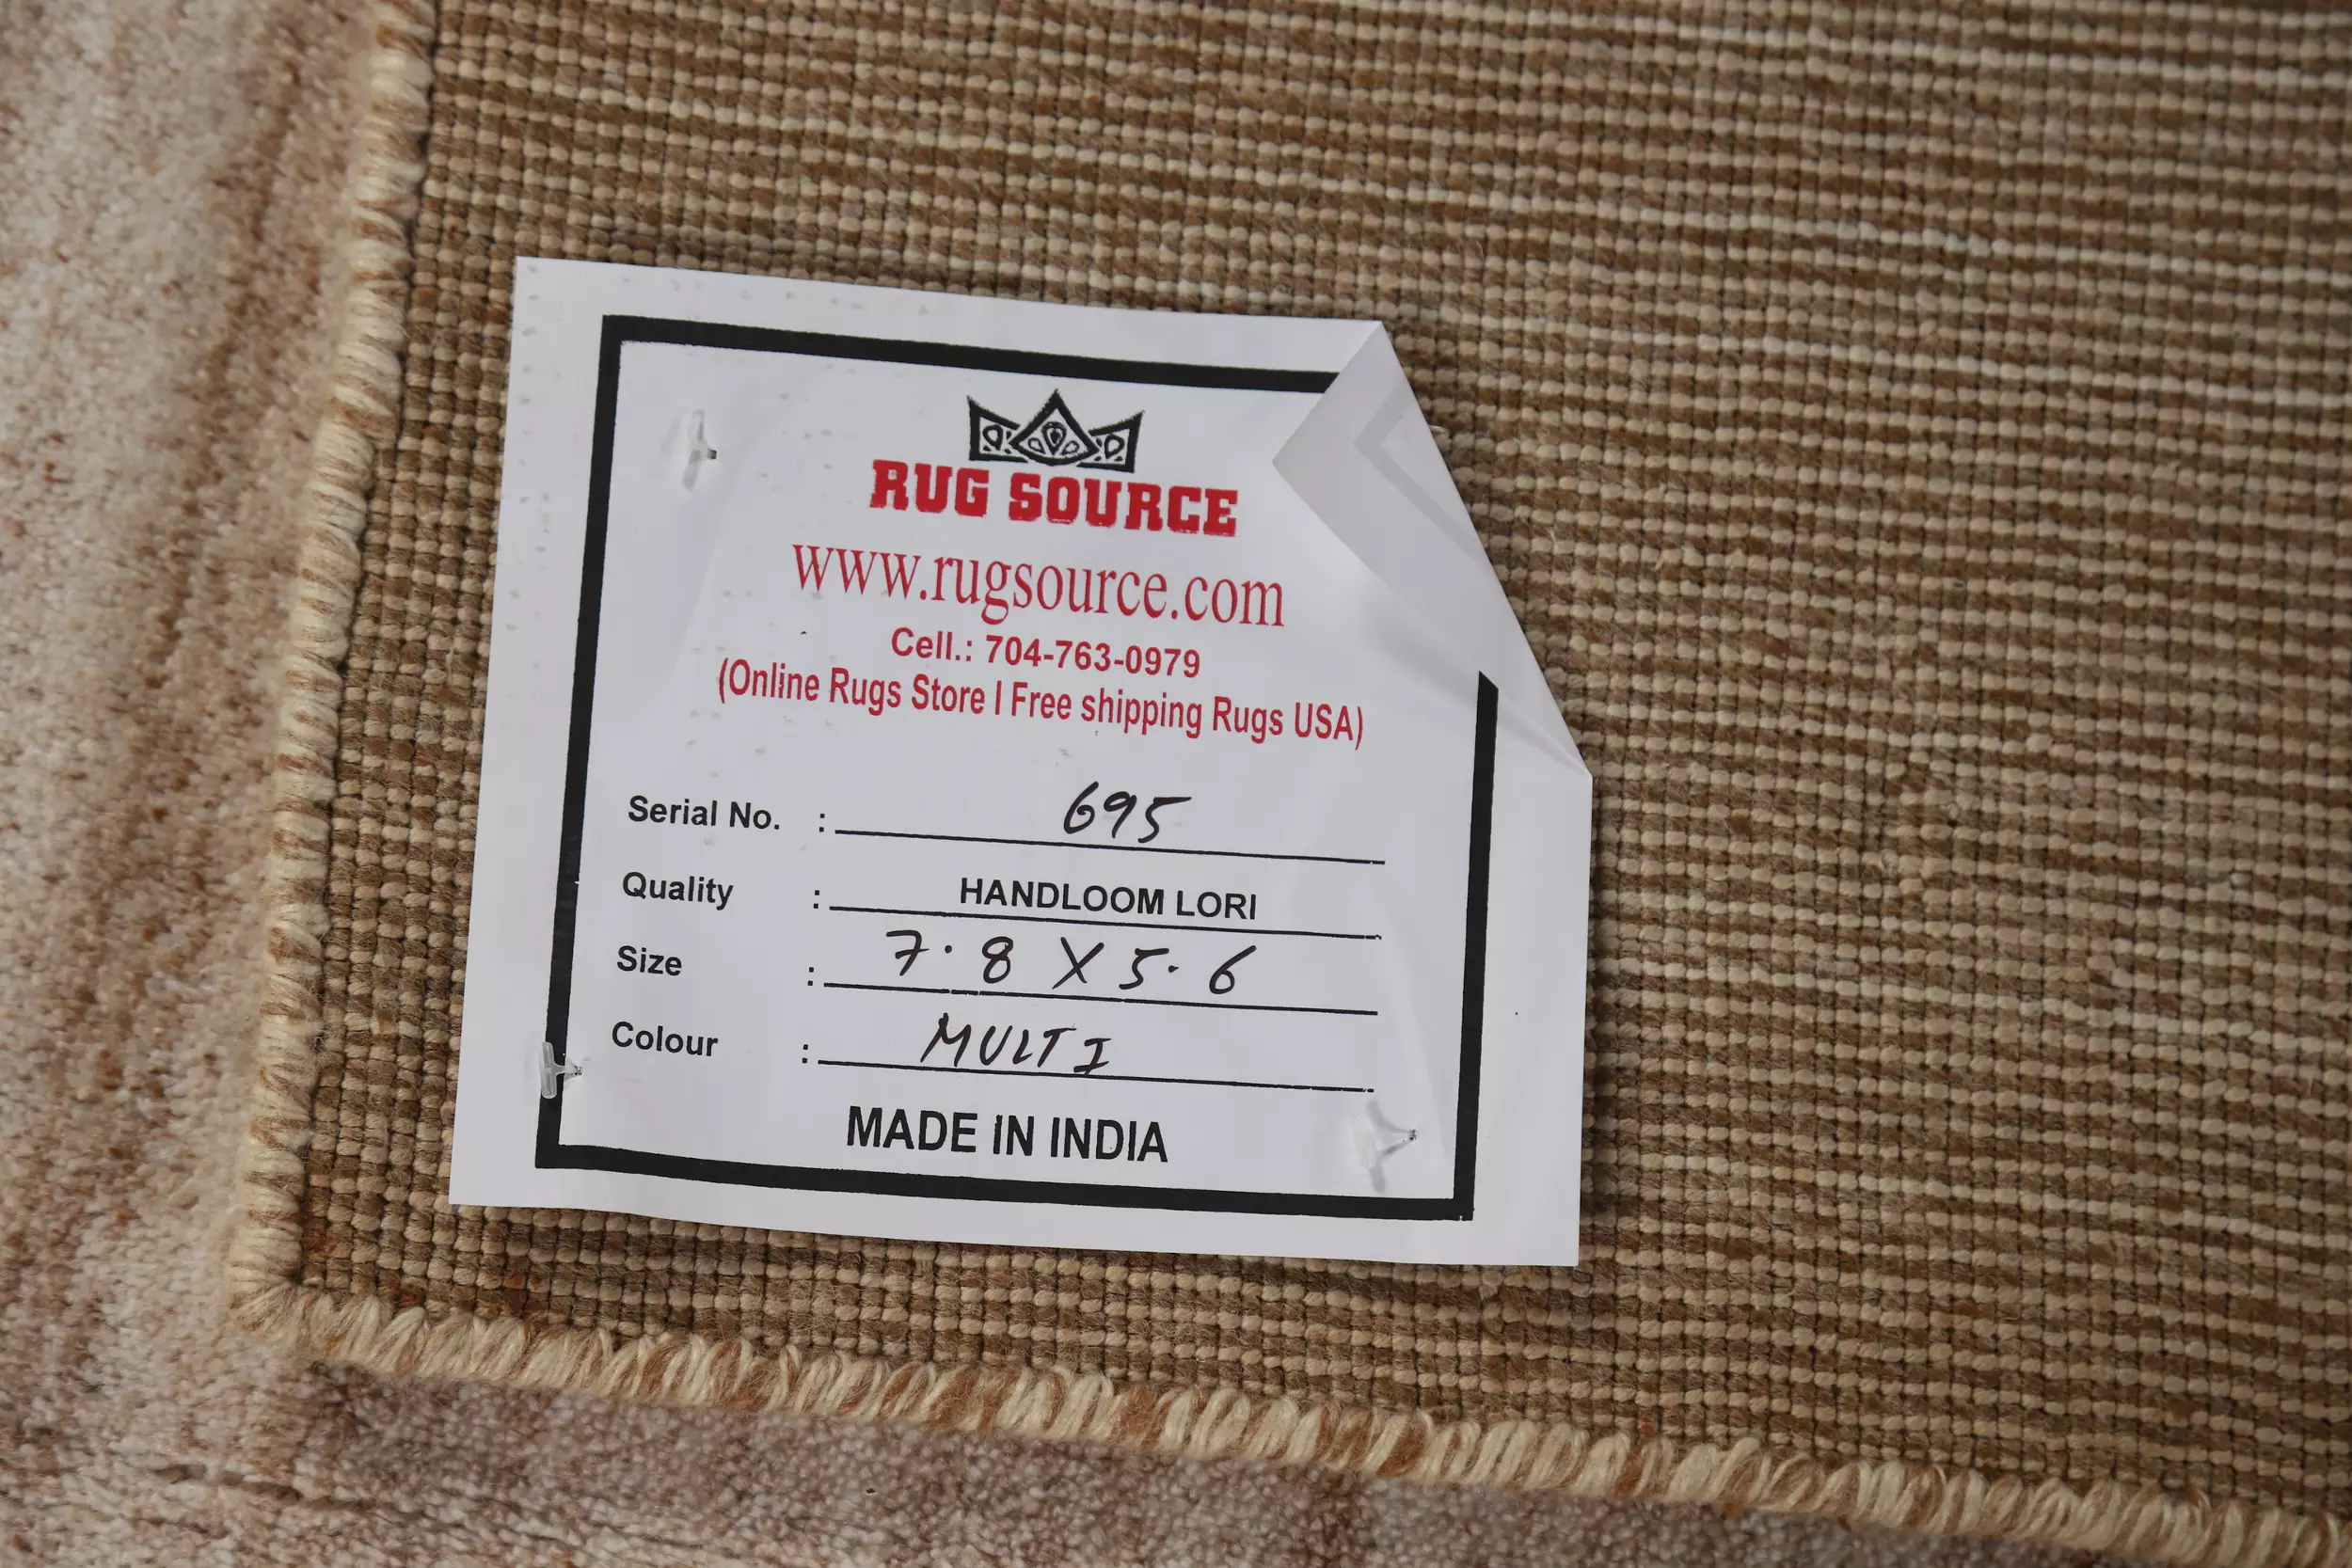 RUG SOURCE
www.rugsource.com
Cell.: 704-763-0979
(Online Rugs Store I Free shipping Rugs USA)
Serial No. : 695
Quality : HANDLOOM LORI
Size : 7.8 X 5.6
Colour : MULTI
MADE IN INDIA